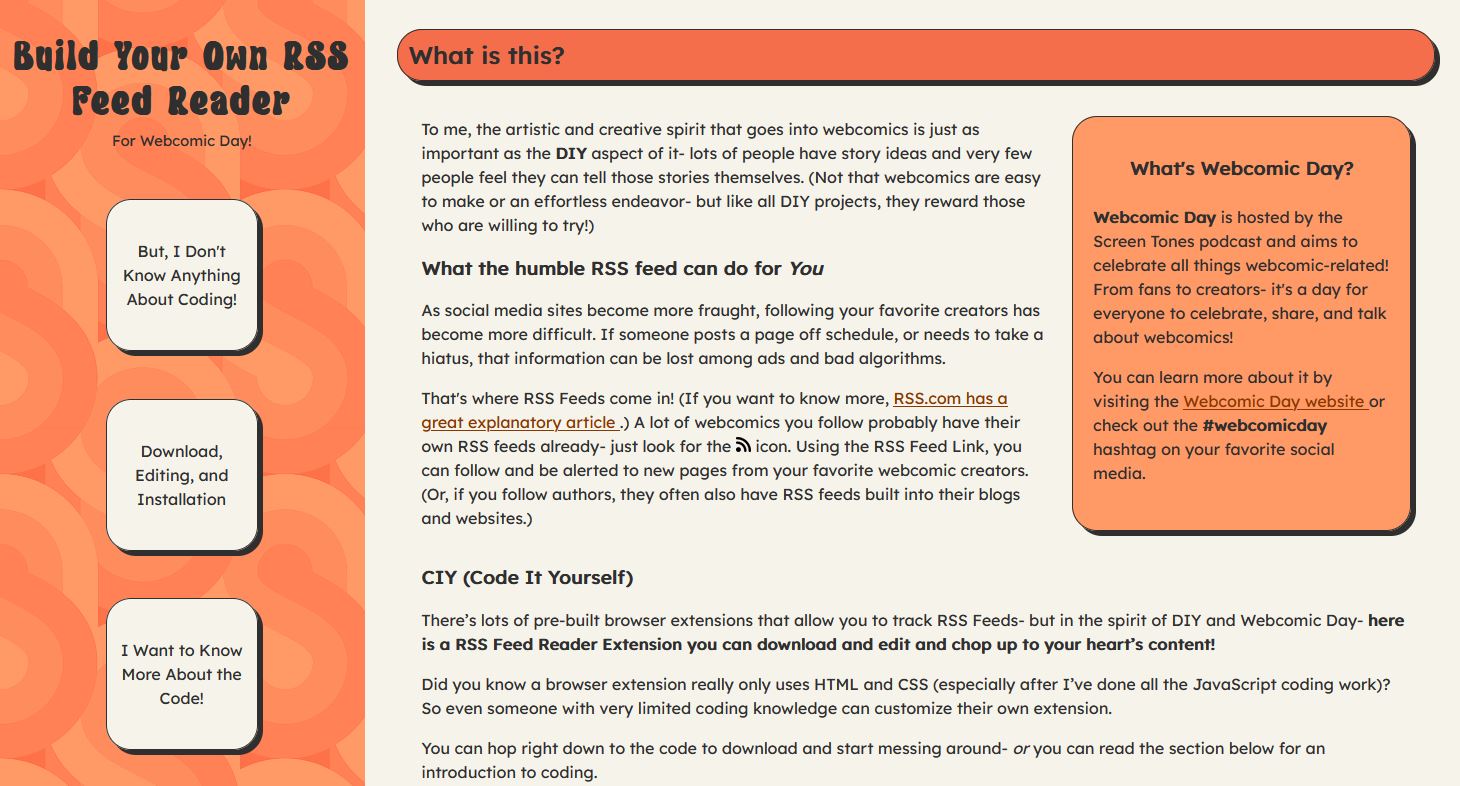 Build Your Own RSS
Feed Reader
For Webcomic Day!
But, I Don't
Know Anything
About Coding!
Download,
Editing, and
Installation
I Want to Know
More About the
Code!
What is this?
To me, the artistic and creative spirit that goes into webcomics is just as
important as the DIY aspect of it- lots of people have story ideas and very few
people feel they can tell those stories themselves. (Not that webcomics are easy
to make or an effortless endeavor- but like all DIY projects, they reward those
who are willing to try!)
What the humble RSS feed can do for You
As social media sites become more fraught, following your favorite creators has
become more difficult. If someone posts a page off schedule, or needs to take a
hiatus, that information can be lost among ads and bad algorithms.
That's where RSS Feeds come in! (If you want to know more, RSS.com has a
great explanatory article .) A lot of webcomics you follow probably have their
own RSS feeds already- just look for the icon. Using the RSS Feed Link, you
can follow and be alerted to new pages from your favorite webcomic creators.
(Or, if you follow authors, they often also have RSS feeds built into their blogs
and websites.)
What's Webcomic Day?
Webcomic Day is hosted by the
Screen Tones podcast and aims to
celebrate all things webcomic-related!
From fans to creators- it's a day for
everyone to celebrate, share, and talk
about webcomics!
You can learn more about it by
visiting the Webcomic Day website or
check out the #webcomicday
hashtag on your favorite social
media.
CIY (Code It Yourself)
There’s lots of pre-built browser extensions that allow you to track RSS Feeds- but in the spirit of DIY and Webcomic Day- here
is a RSS Feed Reader Extension you can download and edit and chop up to your heart’s content!
Did you know a browser extension really only uses HTML and CSS (especially after I’ve done all the JavaScript coding work)?
So even someone with very limited coding knowledge can customize their own extension.
You can hop right down to the code to download and start messing around- or you can read the section below for an
introduction to coding.